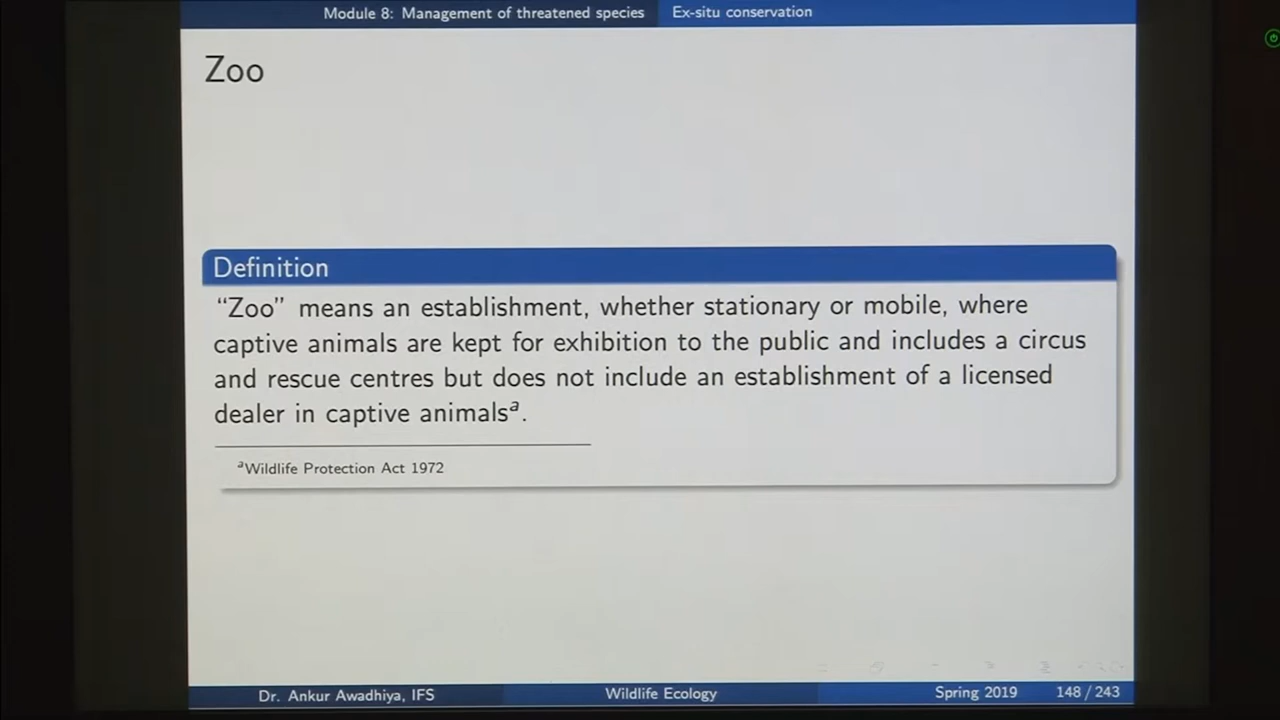 Module 8: Management of threatened species Ex-situ conservation
Zoo
Definition
“Zoo” means an establishment, whether stationary or mobile, where
captive animals are kept for exhibition to the public and includes a circus
and rescue centres but does not include an establishment of a licensed
dealer in captive animalsᵃ.
ᵃWildlife Protection Act 1972
Dr. Ankur Awadhiya, IFS Wildlife Ecology Spring 2019 148 / 243